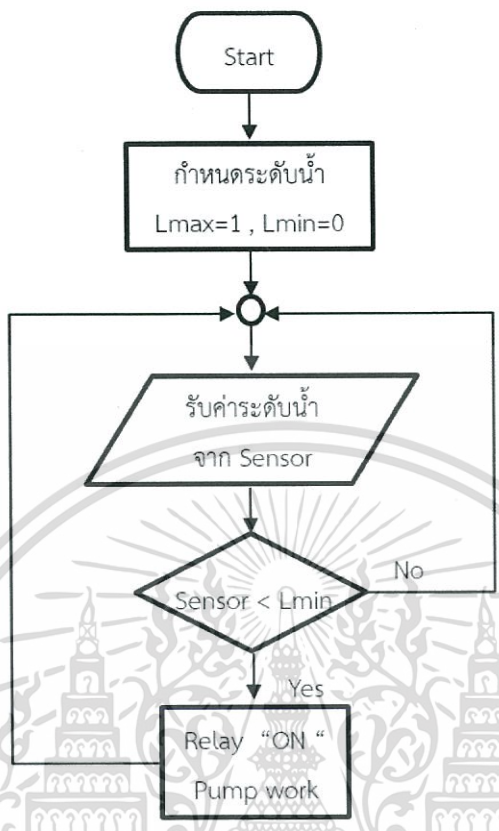 Start
กำหนดระดับน้ำ
Lmax=1 , Lmin=0
รับค่าระดับน้ำ
จาก Sensor
Sensor < Lmin
No
Yes
Relay "ON "
Pump work